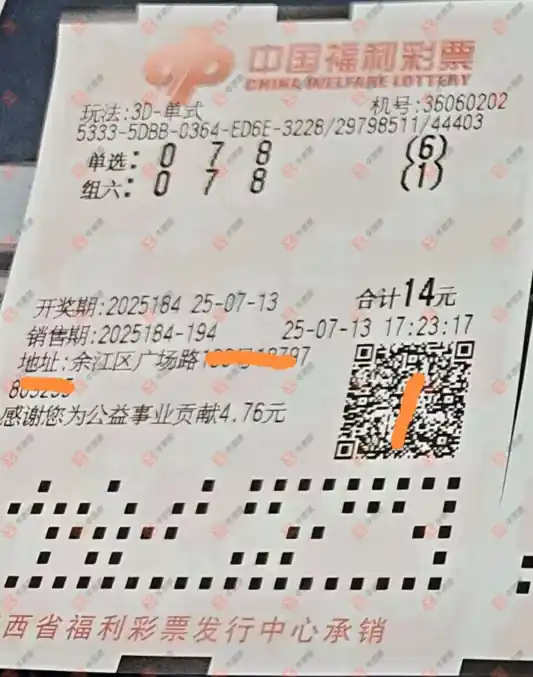 中国福利彩票
CHINA WELFARE LOTTERY
玩法:3D-单式 机号:36060202
5333-5DBB-0364-ED6E-3228/29798511/44403
单选: 0 7 8 (6)
组六: 0 7 8 (1)
开奖期:2025184 25-07-13 合计14元
销售期:2025184-194 25-07-13 17:23:17
地址:余江区广场路
感谢您为公益事业贡献4.76元
西省福利彩票发行中心承销